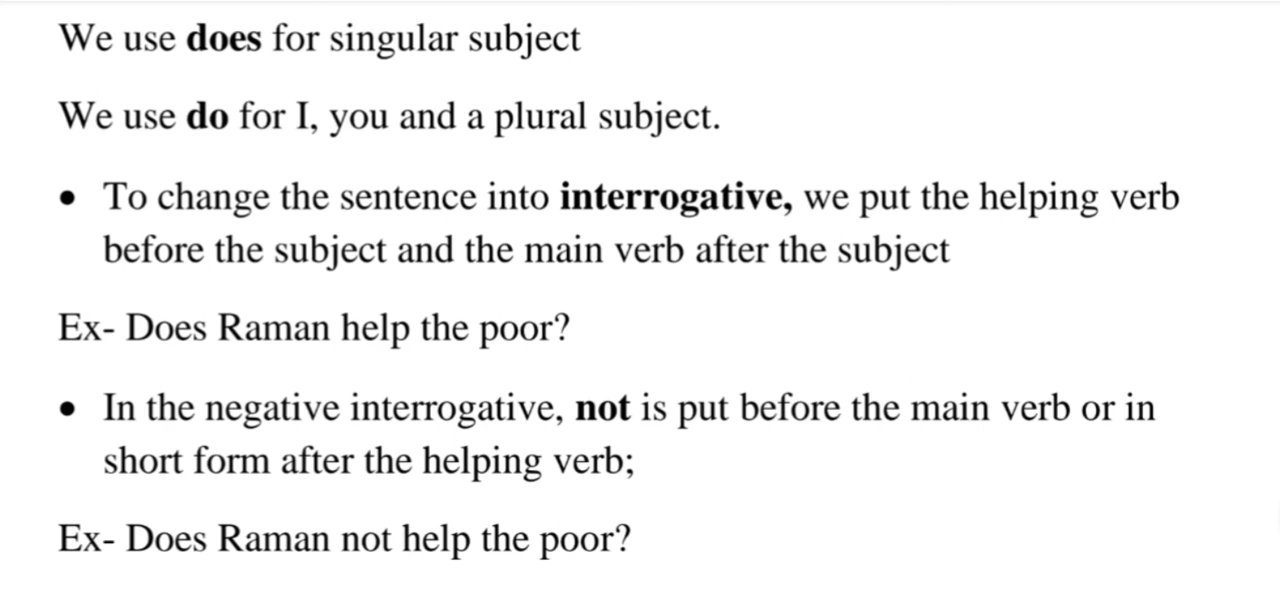 We use does for singular subject
We use do for I, you and a plural subject.
• To change the sentence into interrogative, we put the helping verb
before the subject and the main verb after the subject
Ex- Does Raman help the poor?
• In the negative interrogative, not is put before the main verb or in
short form after the helping verb;
Ex- Does Raman not help the poor?